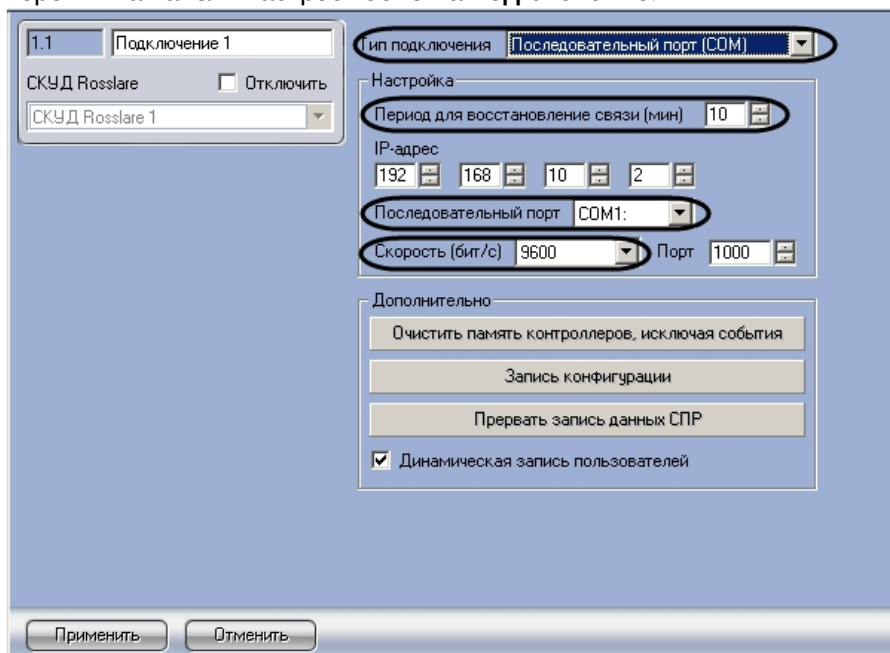 1.1 Подключение 1
СКУД Rosslare Отключить
СКУД Rosslare 1
Тип подключения Последовательный порт (COM)
Настройка
Период для восстановление связи (мин) 10
IP-адрес
192 168 10 2
Последовательный порт COM1:
Скорость (бит/с) 9600 Порт 1000
Дополнительно
Очистить память контроллеров, исключая события
Запись конфигурации
Прервать запись данных СПР
Динамическая запись пользователей
Применить Отменить